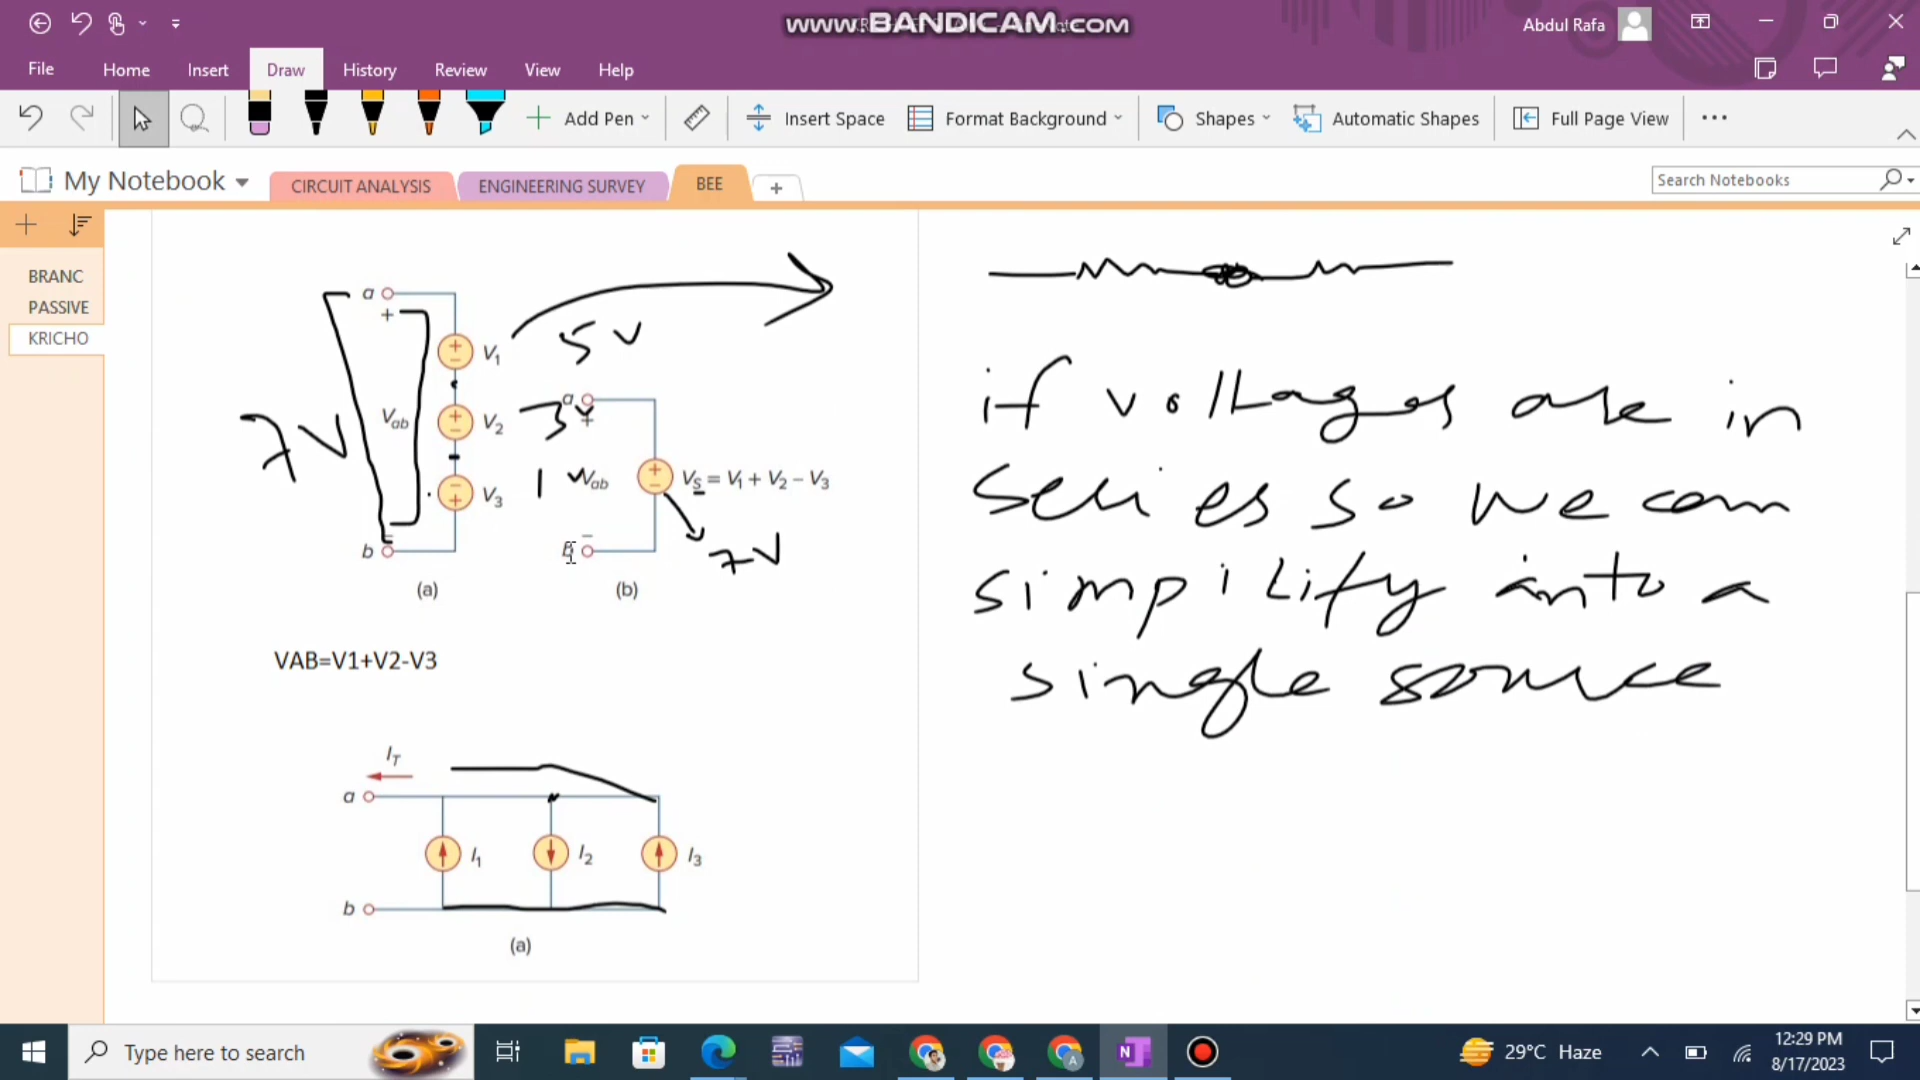 www.BANDICAM.com
Abdul Rafa
File Home Insert Draw History Review View Help
Add Pen Insert Space Format Background Shapes Automatic Shapes Full Page View
My Notebook CIRCUIT ANALYSIS ENGINEERING SURVEY BEE Search Notebooks
BRANC
PASSIVE
KRICHO
a
+
V1
5V
Vab
V2
3V
7V
V3
1
b
(a)
a
+
Vab
VS = V1 + V2 − V3
7V
−
(b)
VAB=V1+V2-V3
IT
a
I1 I2 I3
b
(a)
if voltages are in
series so we can
simpilify into a
single source
Type here to search
29°C Haze
12:29 PM
8/17/2023